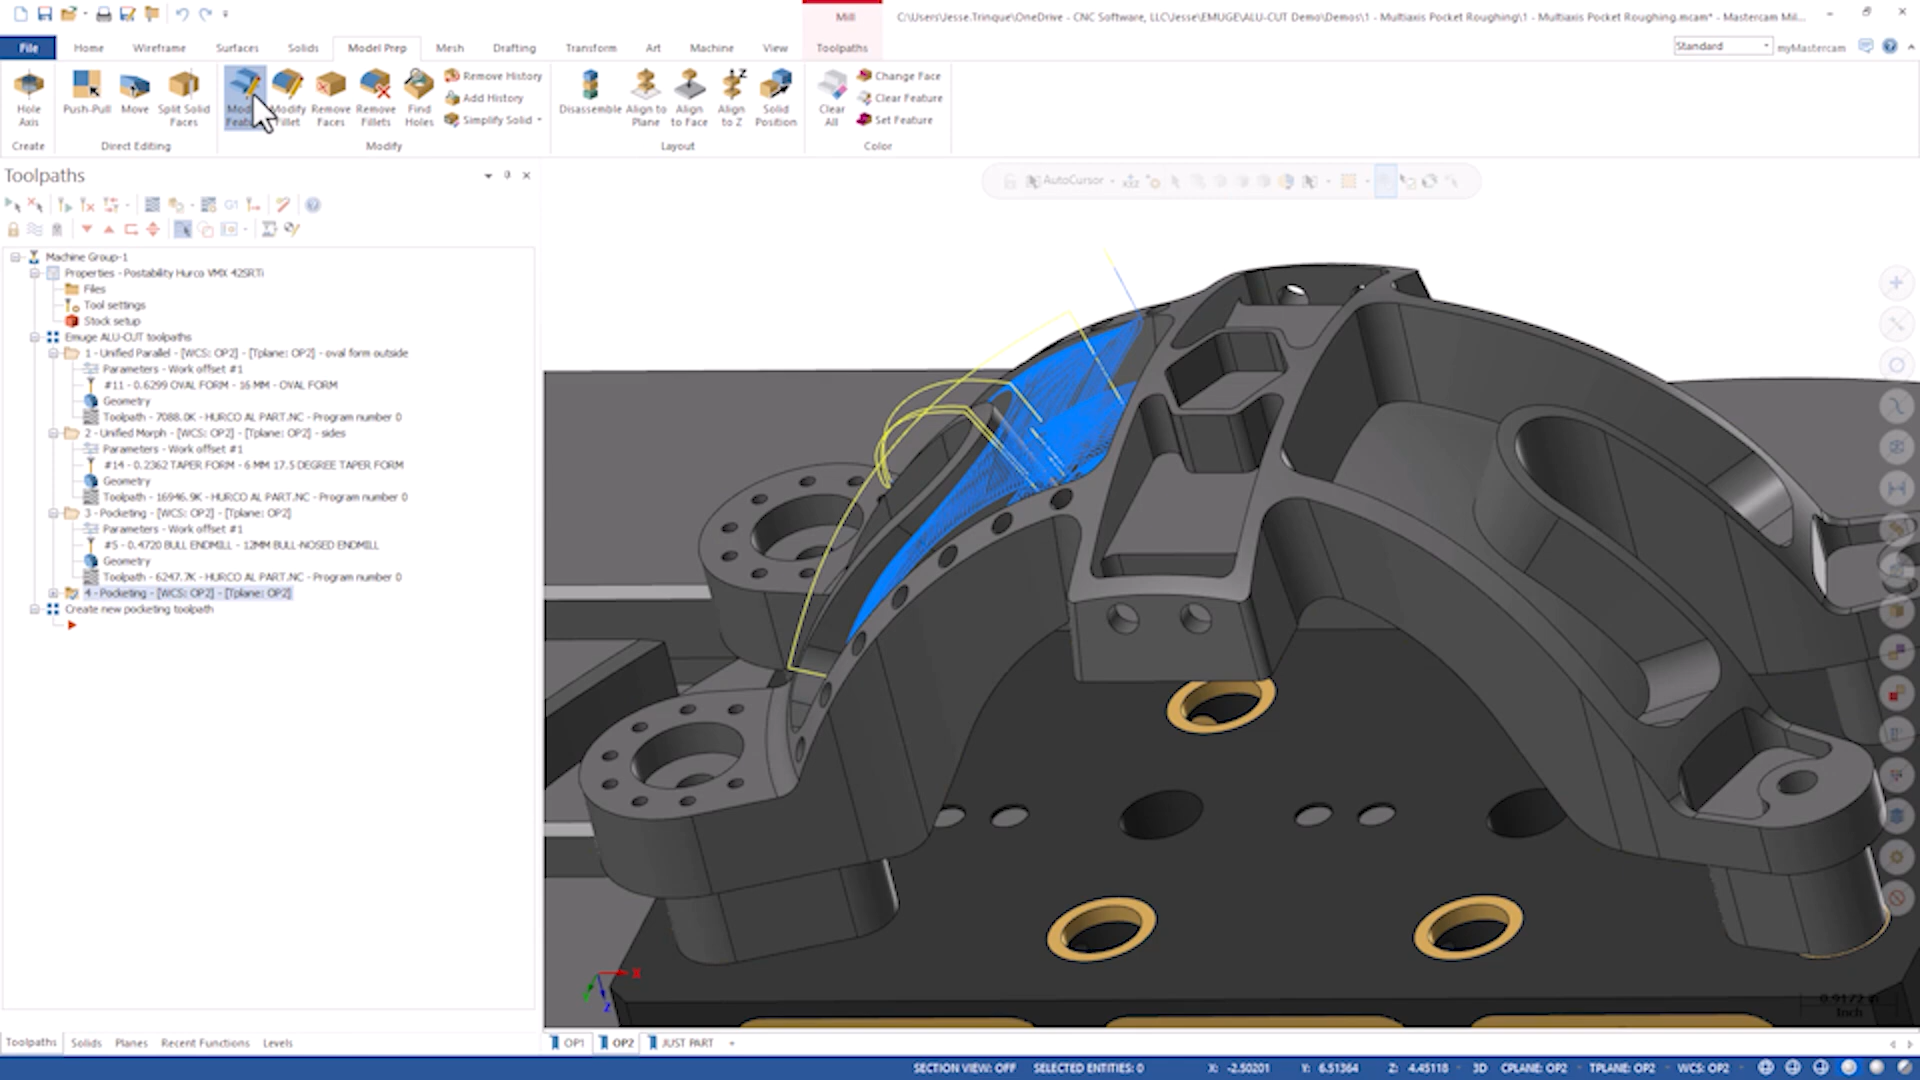 Mill
C:\Users\Jesse.Trinque\OneDrive - CNC Software, LLC\Jesse\EMUGE\ALU-CUT Demo\Demos\1 - Multiaxis Pocket Roughing\1 - Multiaxis Pocket Roughing.mcam* - Mastercam Mil...
File Home Wireframe Surfaces Solids Model Prep Mesh Drafting Transform Art Machine View Toolpaths
Standard myMastercam
Hole Axis
Push-Pull
Move
Split Solid Faces
Remove Faces
Remove Fillets
Find Holes
Remove History
Add History
Simplify Solid
Disassemble
Align to Plane
Align to Face
Align to Z
Solid Position
Clear All
Change Face
Clear Feature
Set Feature
Create Direct Editing Modify Layout Color
Toolpaths
AutoCursor
G1
Machine Group-1
Properties - Postability Hurco VMX 42SRTi
Files
Tool settings
Stock setup
Emuge ALU-CUT toolpaths
1 - Unified Parallel - [WCS: OP2] - [Tplane: OP2] - oval form outside
Parameters - Work offset #1
#11 - 0.6299 OVAL FORM - 16 MM - OVAL FORM
Geometry
Toolpath - 7088.0K - HURCO AL PART.NC - Program number 0
2 - Unified Morph - [WCS: OP2] - [Tplane: OP2] - sides
Parameters - Work offset #1
#14 - 0.2362 TAPER FORM - 6 MM 17.5 DEGREE TAPER FORM
Geometry
Toolpath - 16946.9K - HURCO AL PART.NC - Program number 0
3 - Pocketing - [WCS: OP2] - [Tplane: OP2]
Parameters - Work offset #1
#5 - 0.4720 BULL ENDMILL - 12MM BULL-NOSED ENDMILL
Geometry
Toolpath - 6247.7K - HURCO AL PART.NC - Program number 0
4 - Pocketing - [WCS: OP2] - [Tplane: OP2]
Create new pocketing toolpath
X
Z
0.9172 in
Inch
Toolpaths Solids Planes Recent Functions Levels
OP1 OP2 JUST PART
SECTION VIEW: OFF SELECTED ENTITIES: 0 X: -2.50201 Y: 6.51364 Z: 4.45118 3D CPLANE: OP2 TPLANE: OP2 WCS: OP2